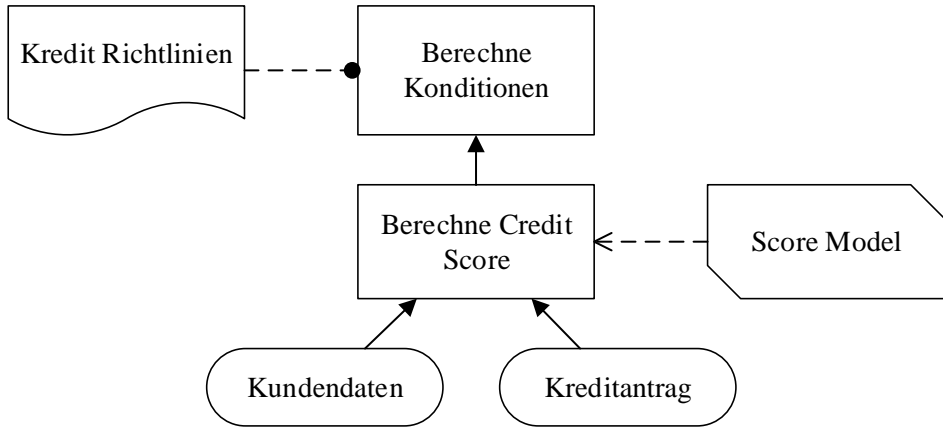 Kredit Richtlinien
Berechne
Konditionen
Berechne Credit
Score
Score Model
Kundendaten
Kreditantrag